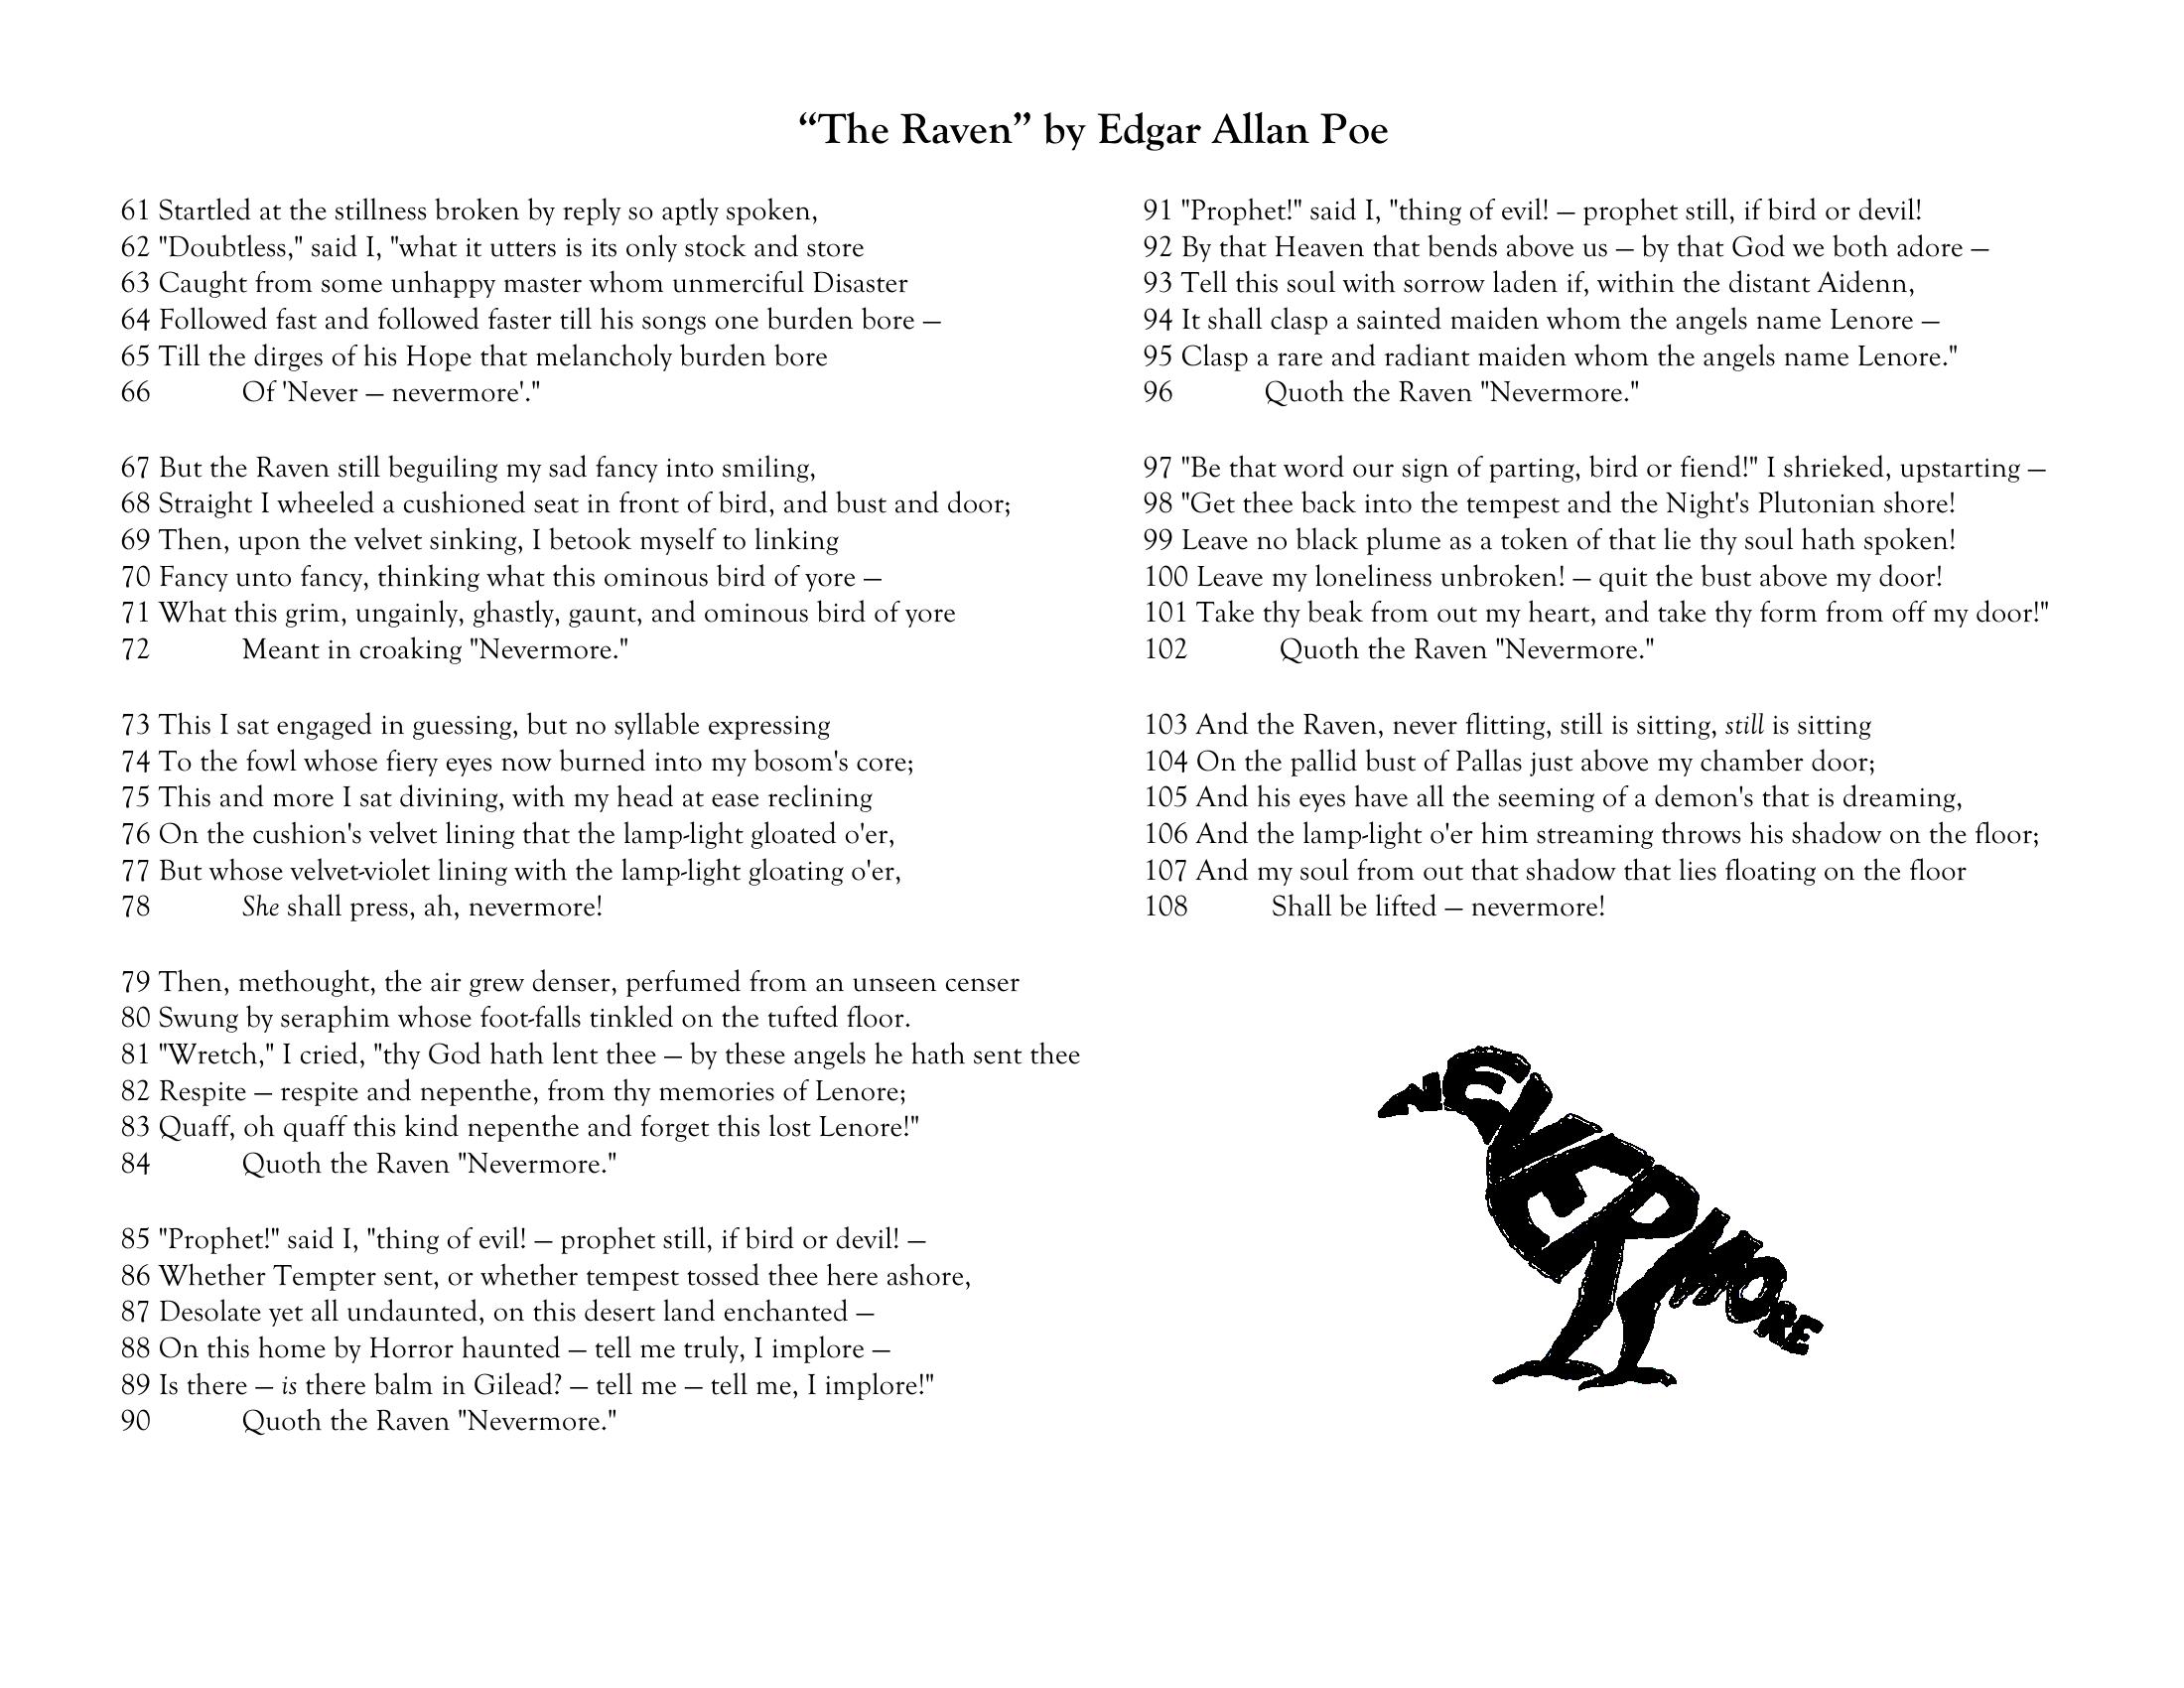 “The Raven” by Edgar Allan Poe
61 Startled at the stillness broken by reply so aptly spoken,
62 "Doubtless," said I, "what it utters is its only stock and store
63 Caught from some unhappy master whom unmerciful Disaster
64 Followed fast and followed faster till his songs one burden bore —
65 Till the dirges of his Hope that melancholy burden bore
66 Of 'Never — nevermore'."
67 But the Raven still beguiling my sad fancy into smiling,
68 Straight I wheeled a cushioned seat in front of bird, and bust and door;
69 Then, upon the velvet sinking, I betook myself to linking
70 Fancy unto fancy, thinking what this ominous bird of yore —
71 What this grim, ungainly, ghastly, gaunt, and ominous bird of yore
72 Meant in croaking "Nevermore."
73 This I sat engaged in guessing, but no syllable expressing
74 To the fowl whose fiery eyes now burned into my bosom's core;
75 This and more I sat divining, with my head at ease reclining
76 On the cushion's velvet lining that the lamp-light gloated o'er,
77 But whose velvet-violet lining with the lamp-light gloating o'er,
78 She shall press, ah, nevermore!
79 Then, methought, the air grew denser, perfumed from an unseen censer
80 Swung by seraphim whose foot-falls tinkled on the tufted floor.
81 "Wretch," I cried, "thy God hath lent thee — by these angels he hath sent thee
82 Respite — respite and nepenthe, from thy memories of Lenore;
83 Quaff, oh quaff this kind nepenthe and forget this lost Lenore!"
84 Quoth the Raven "Nevermore."
85 "Prophet!" said I, "thing of evil! — prophet still, if bird or devil! —
86 Whether Tempter sent, or whether tempest tossed thee here ashore,
87 Desolate yet all undaunted, on this desert land enchanted —
88 On this home by Horror haunted — tell me truly, I implore —
89 Is there — is there balm in Gilead? — tell me — tell me, I implore!"
90 Quoth the Raven "Nevermore."
91 "Prophet!" said I, "thing of evil! — prophet still, if bird or devil!
92 By that Heaven that bends above us — by that God we both adore —
93 Tell this soul with sorrow laden if, within the distant Aidenn,
94 It shall clasp a sainted maiden whom the angels name Lenore —
95 Clasp a rare and radiant maiden whom the angels name Lenore."
96 Quoth the Raven "Nevermore."
97 "Be that word our sign of parting, bird or fiend!" I shrieked, upstarting —
98 "Get thee back into the tempest and the Night's Plutonian shore!
99 Leave no black plume as a token of that lie thy soul hath spoken!
100 Leave my loneliness unbroken! — quit the bust above my door!
101 Take thy beak from out my heart, and take thy form from off my door!"
102 Quoth the Raven "Nevermore."
103 And the Raven, never flitting, still is sitting, still is sitting
104 On the pallid bust of Pallas just above my chamber door;
105 And his eyes have all the seeming of a demon's that is dreaming,
106 And the lamp-light o'er him streaming throws his shadow on the floor;
107 And my soul from out that shadow that lies floating on the floor
108 Shall be lifted — nevermore!
NEVERMORE